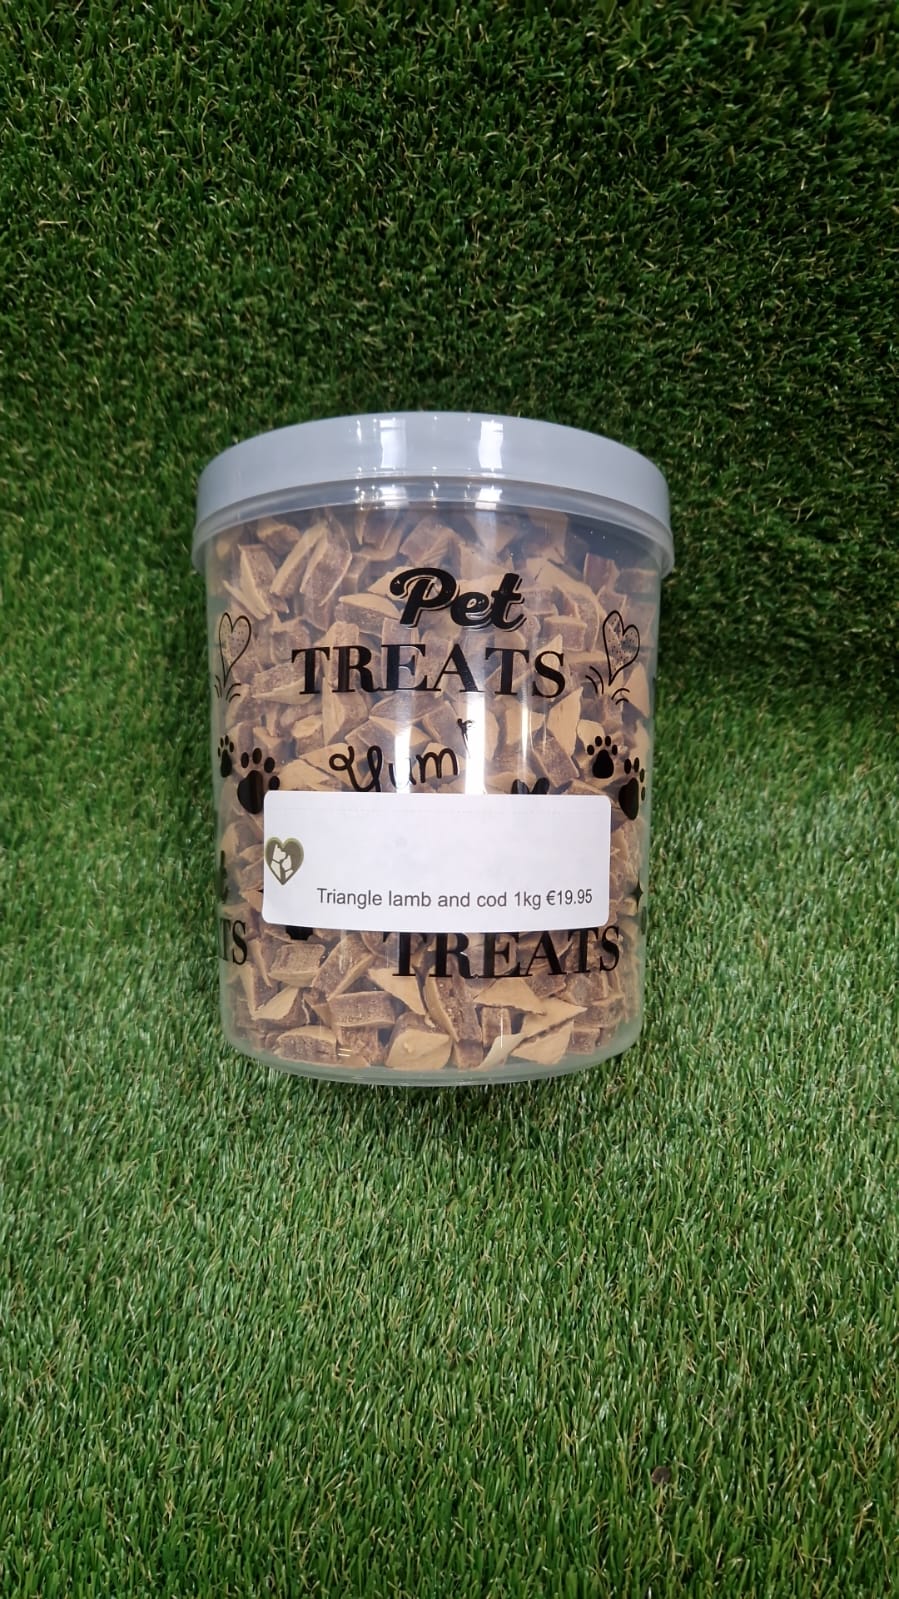 Pet
TREATS
Yum
Triangle lamb and cod 1kg €19.95
TS
TREATS